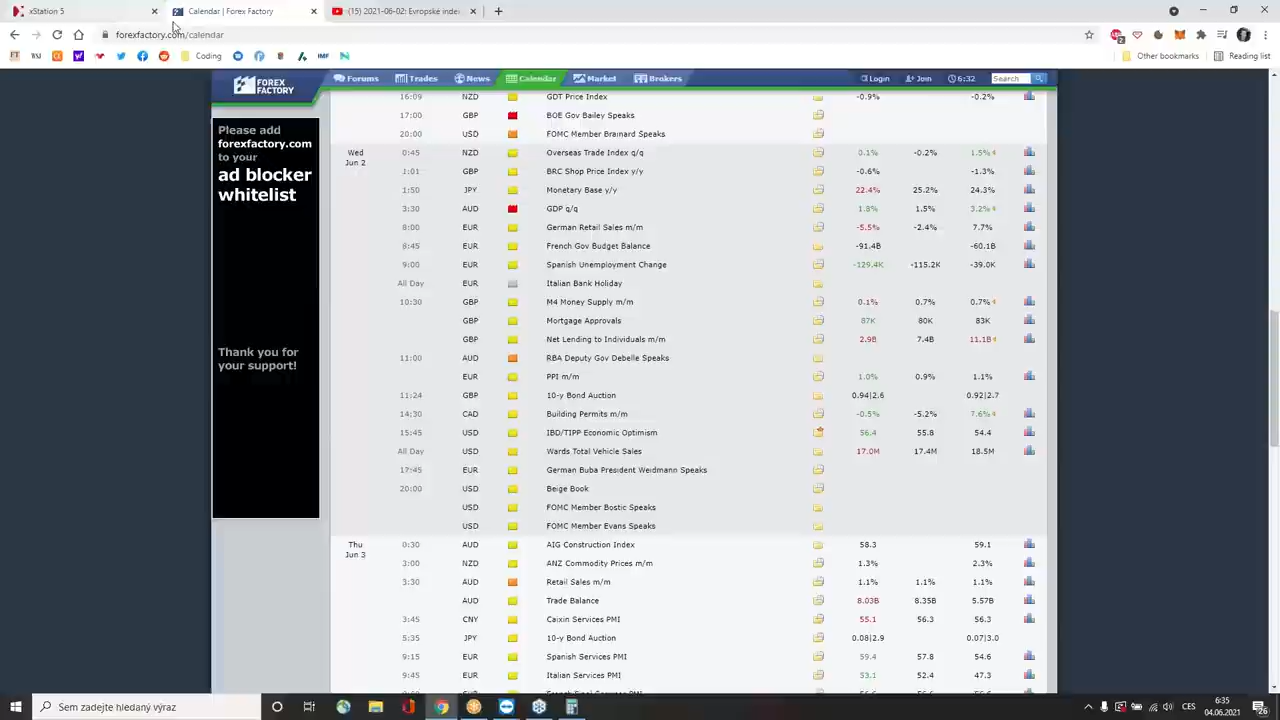 xStation 5
Calendar | Forex Factory
(15) 2021-06-02: Evropské index
forexfactory.com/calendar
Coding
Other bookmarks
Reading list
FOREX FACTORY
Forums
Trades
News
Calendar
Market
Brokers
Login
Join
6:32
Search
Please add
forexfactory.com
to your
ad blocker
whitelist
Thank you for
your support!
16:09 NZD GDT Price Index -0.9% -0.2%
17:00 GBP BOE Gov Bailey Speaks
20:00 USD FOMC Member Brainard Speaks
Wed Jun 2 0:45 NZD Overseas Trade Index q/q 0.1% -0.2% 1.5%
1:01 GBP BRC Shop Price Index y/y -0.6% -1.3%
1:50 JPY Monetary Base y/y 22.4% 25.2% 24.3%
3:30 AUD GDP q/q 1.8% 1.5% 3.2%
8:00 EUR German Retail Sales m/m -5.5% -2.4% 7.7%
8:45 EUR French Gov Budget Balance -91.4B -60.1B
9:00 EUR Spanish Unemployment Change -129.4K -115.2K -39.0K
All Day EUR Italian Bank Holiday
10:30 GBP M4 Money Supply m/m 0.1% 0.7% 0.7%
GBP Mortgage Approvals 87K 80K 83K
GBP Net Lending to Individuals m/m 2.9B 7.4B 11.1B
11:00 AUD RBA Deputy Gov Debelle Speaks
EUR PPI m/m 1.0% 0.9% 1.1%
11:24 GBP 10-y Bond Auction 0.94|2.6 0.92|2.7
14:30 CAD Building Permits m/m -0.5% -5.2% 7.6%
15:45 USD IBD/TIPP Economic Optimism 56.4 55.8 54.4
All Day USD Wards Total Vehicle Sales 17.0M 17.4M 18.5M
17:45 EUR German Buba President Weidmann Speaks
20:00 USD Beige Book
USD FOMC Member Bostic Speaks
USD FOMC Member Evans Speaks
Thu Jun 3 0:30 AUD AIG Construction Index 58.3 59.1
3:00 NZD ANZ Commodity Prices m/m 1.3% 2.3%
3:30 AUD Retail Sales m/m 1.1% 1.1% 1.1%
AUD Trade Balance 8.03B 8.35B 5.57B
3:45 CNY Caixin Services PMI 55.1 56.3 56.3
5:35 JPY 10-y Bond Auction 0.08|2.9 0.07|3.0
9:15 EUR Spanish Services PMI 59.4 57.8 54.6
9:45 EUR Italian Services PMI 53.1 52.4 47.3
Sem zadejte hledaný výraz
CES
6:35
04.06.2021
26